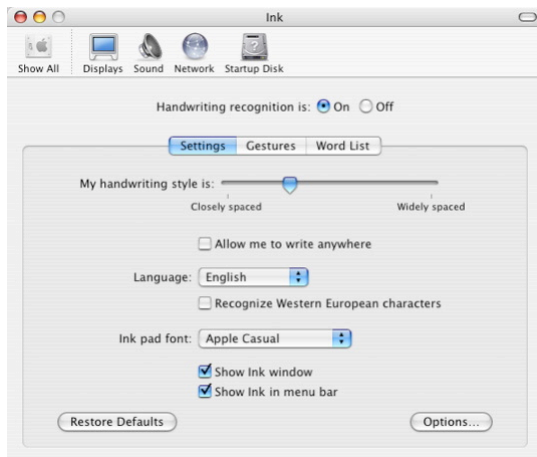 Ink
Show All Displays Sound Network Startup Disk
Handwriting recognition is: On Off
Settings Gestures Word List
My handwriting style is:
Closely spaced Widely spaced
Allow me to write anywhere
Language: English
Recognize Western European characters
Ink pad font: Apple Casual
Show Ink window
Show Ink in menu bar
Restore Defaults Options...